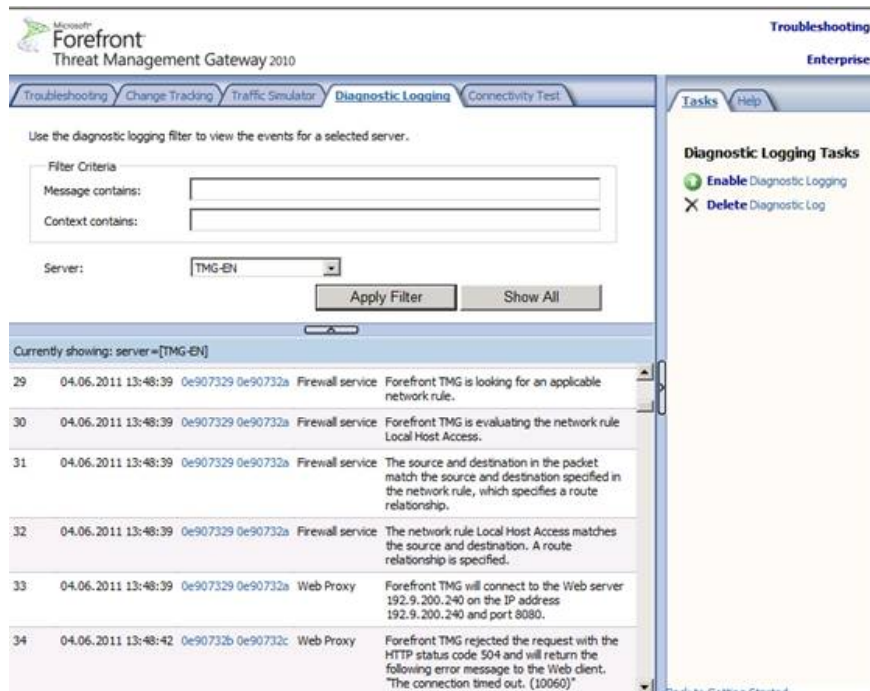 Microsoft
Forefront
Threat Management Gateway 2010
Troubleshooting
Enterprise
Troubleshooting
Change Tracking
Traffic Simulator
Diagnostic Logging
Connectivity Test
Tasks
Help
Use the diagnostic logging filter to view the events for a selected server.
Filter Criteria
Message contains:
Context contains:
Server:
TMG-EN
Apply Filter
Show All
Diagnostic Logging Tasks
Enable Diagnostic Logging
Delete Diagnostic Log
Currently showing: server=[TMG-EN]
29 04.06.2011 13:48:39 0e907329 0e90732a Firewall service Forefront TMG is looking for an applicable
network rule.
30 04.06.2011 13:48:39 0e907329 0e90732a Firewall service Forefront TMG is evaluating the network rule
Local Host Access.
31 04.06.2011 13:48:39 0e907329 0e90732a Firewall service The source and destination in the packet
match the source and destination specified in
the network rule, which specifies a route
relationship.
32 04.06.2011 13:48:39 0e907329 0e90732a Firewall service The network rule Local Host Access matches
the source and destination. A route
relationship is specified.
33 04.06.2011 13:48:39 0e907329 0e90732a Web Proxy Forefront TMG will connect to the Web server
192.9.200.240 on the IP address
192.9.200.240 and port 8080.
34 04.06.2011 13:48:42 0e90732b 0e90732c Web Proxy Forefront TMG rejected the request with the
HTTP status code 504 and will return the
following error message to the Web client.
"The connection timed out. (10060)"